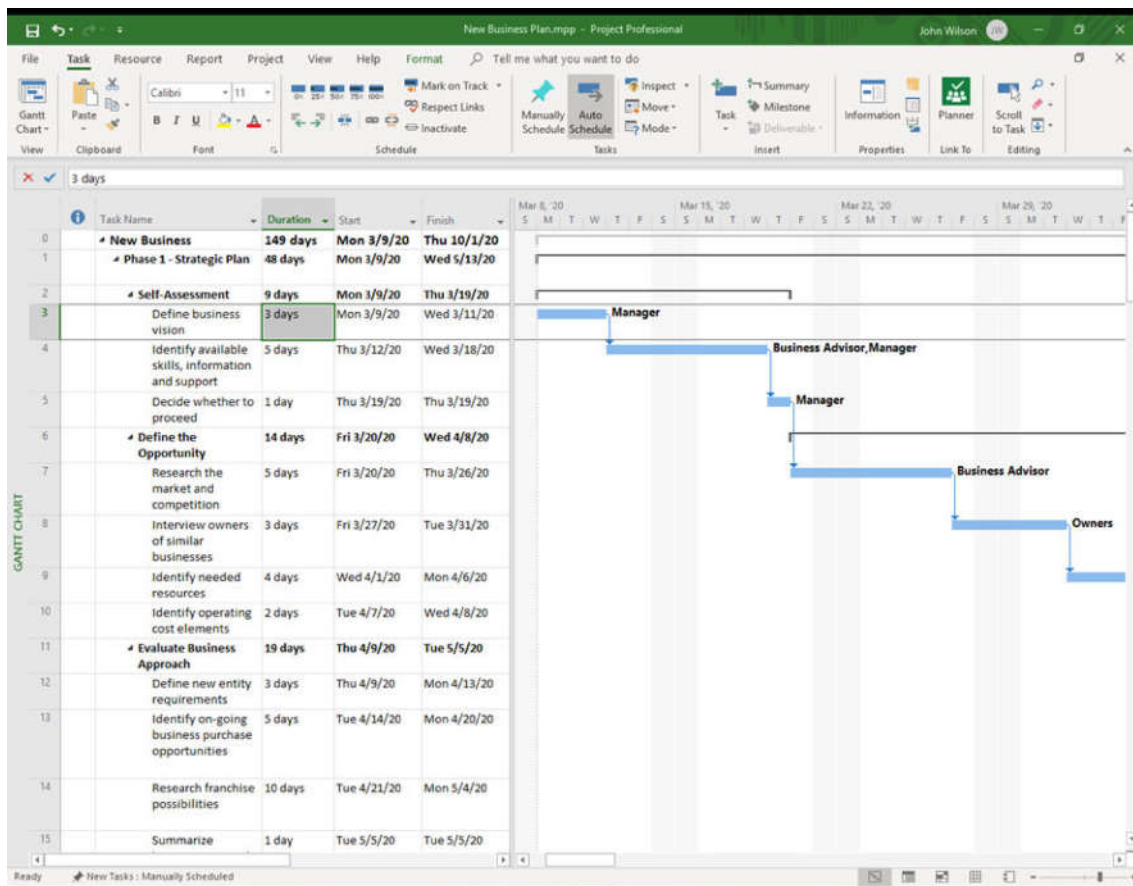 New Business Plan.mpp - Project Professional
John Wilson JW
File Task Resource Report Project View Help Format Tell me what you want to do
Gantt Chart
View
Paste
Clipboard
Calibri 11
B I U A
Font
0% 25% 50% 75% 100%
Mark on Track
Respect Links
Inactivate
Schedule
Manually Schedule
Auto Schedule
Inspect
Move
Mode
Tasks
Task
Summary
Milestone
Deliverable
Insert
Information
Properties
Planner
Link To
Scroll to Task
Editing
3 days
Task Name Duration Start Finish
Mar 8, '20 Mar 15, '20 Mar 22, '20 Mar 29, '20
S M T W T F S S M T W T F S S M T W T F S S M T W T F
0 New Business 149 days Mon 3/9/20 Thu 10/1/20
1 Phase 1 - Strategic Plan 48 days Mon 3/9/20 Wed 5/13/20
2 Self-Assessment 9 days Mon 3/9/20 Thu 3/19/20
3 Define business 3 days Mon 3/9/20 Wed 3/11/20 Manager
vision
4 Identify available 5 days Thu 3/12/20 Wed 3/18/20 Business Advisor,Manager
skills, information
and support
5 Decide whether to 1 day Thu 3/19/20 Thu 3/19/20 Manager
proceed
6 Define the 14 days Fri 3/20/20 Wed 4/8/20
Opportunity
7 Research the 5 days Fri 3/20/20 Thu 3/26/20 Business Advisor
market and
competition
8 Interview owners 3 days Fri 3/27/20 Tue 3/31/20 Owners
of similar
businesses
9 Identify needed 4 days Wed 4/1/20 Mon 4/6/20
resources
10 Identify operating 2 days Tue 4/7/20 Wed 4/8/20
cost elements
11 Evaluate Business 19 days Thu 4/9/20 Tue 5/5/20
Approach
12 Define new entity 3 days Thu 4/9/20 Mon 4/13/20
requirements
13 Identify on-going 5 days Tue 4/14/20 Mon 4/20/20
business purchase
opportunities
14 Research franchise 10 days Tue 4/21/20 Mon 5/4/20
possibilities
15 Summarize 1 day Tue 5/5/20 Tue 5/5/20
GANTT CHART
Ready New Tasks : Manually Scheduled